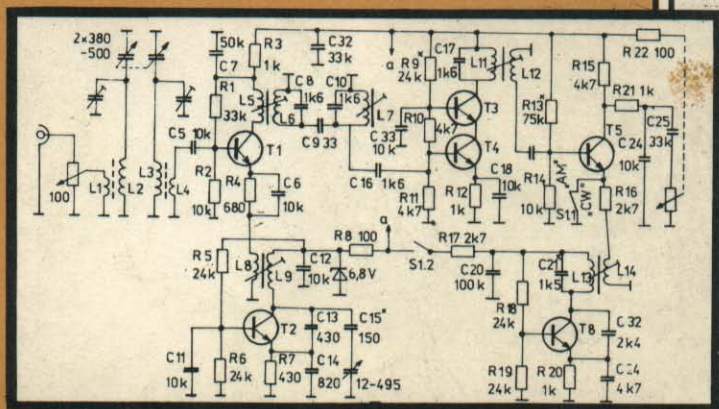 2×380
-500
50k
C7
R3
1k
C32
33k
R1
33k
C5 10k
L5
L6
C8
1k6
C9 33
C10
1k6
L7
T1
100
L1
L2
L3
L4
R2
10k
R4
680
C6
10k
a
R9*
24k
C17
1k6
L11
L12
R10
4k7
C33
10k
T3
T4
C16 1k6
R11
4k7
R12
1k
C18
10k
R13*
75k
R14
10k
"AM"
S1.1
"CW"
R22 100
R15
4k7
R21 1k
T5
C24
10k
C25
33k
R16
2k7
R5
24k
L8
L9
C12
10k
6,8V
R8 100
a
S1.2
R17 2k7
C20
100k
C21*
1k5
L13
L14
T2
C13
430
C15*
150
C11
10k
R6
24k
R7
430
C14
820
12-495
R18
24k
T8
C32
2k4
R19
24k
R20
1k
C24
4k7